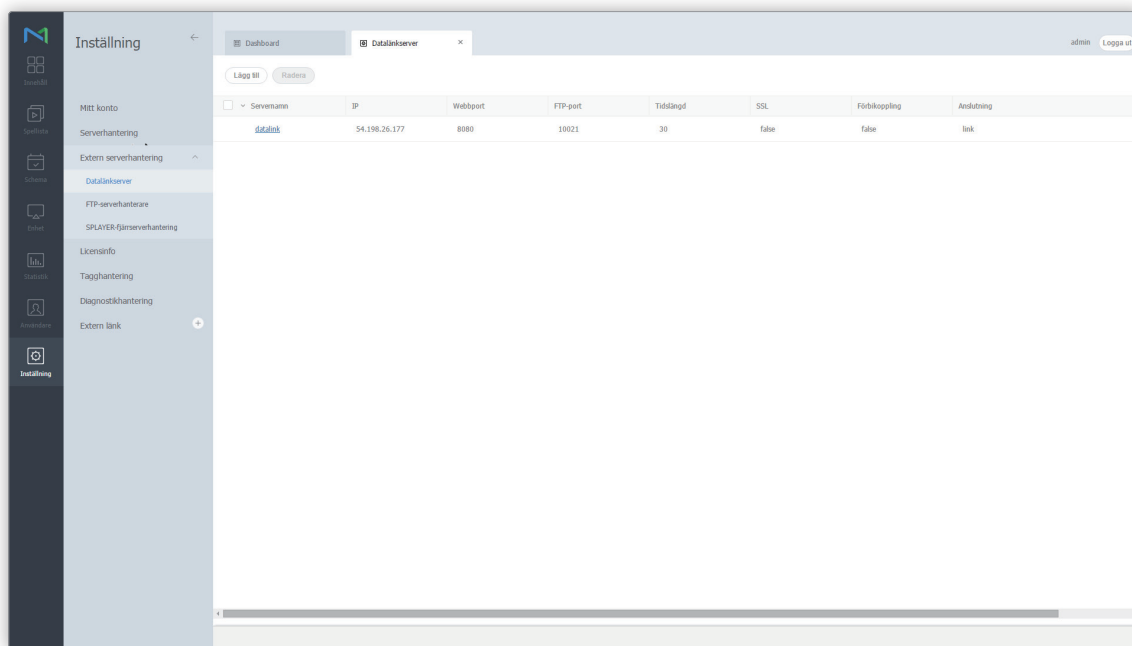 Innehåll
Spellista
Schema
Enhet
Statistik
Användare
Inställning
Inställning
Mitt konto
Serverhantering
Extern serverhantering
Datalänkserver
FTP-serverhanterare
SPLAYER-fjärrserverhantering
Licensinfo
Tagghantering
Diagnostikhantering
Extern länk
Dashboard Datalänkserver
admin Logga ut
Lägg till Radera
Servernamn IP Webbport FTP-port Tidslängd SSL Förbikoppling Anslutning
datalink 54.198.26.177 8080 10021 30 false false link